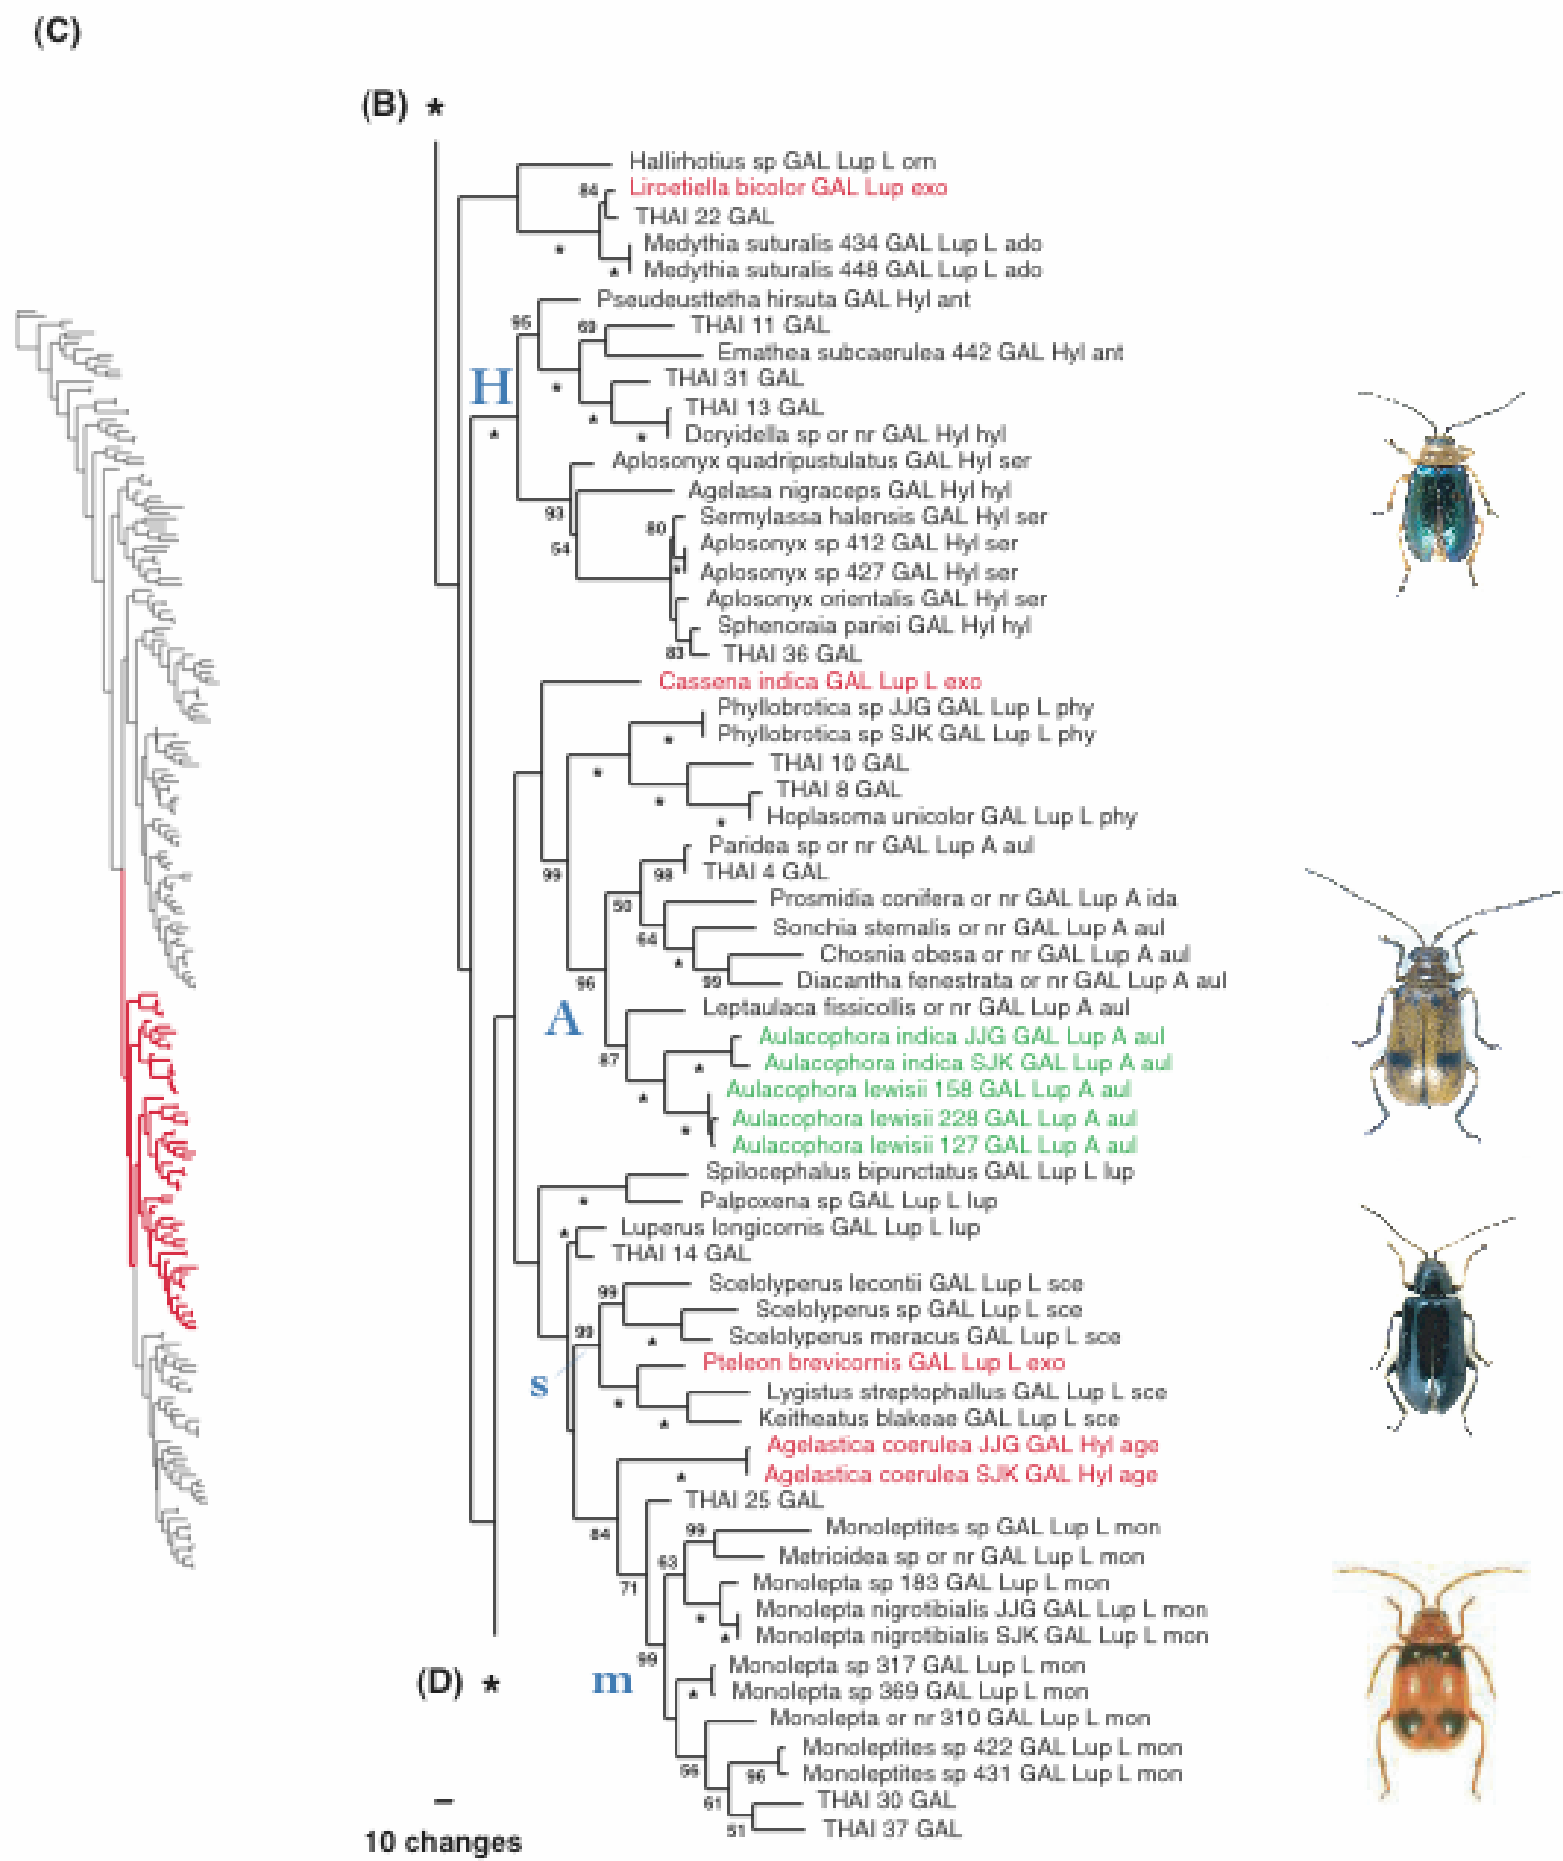 (C)
(B) *
Hallirhotius sp GAL Lup L orn
84
Liroetiella bicolor GAL Lup exo
THAI 22 GAL
Medythia suturalis 434 GAL Lup L ado
*
* Medythia suturalis 448 GAL Lup L ado
Pseudeusttetha hirsuta GAL Hyl ant
95
69
THAI 11 GAL
Emathea subcaerulea 442 GAL Hyl ant
H
*
THAI 31 GAL
THAI 13 GAL
*
*
*
Doryidella sp or nr GAL Hyl hyl
Aplosonyx quadripustulatus GAL Hyl ser
Agelasa nigraceps GAL Hyl hyl
93
80
Sermylassa halensis GAL Hyl ser
54
Aplosonyx sp 412 GAL Hyl ser
*
Aplosonyx sp 427 GAL Hyl ser
Aplosonyx orientalis GAL Hyl ser
Sphenoraia pariei GAL Hyl hyl
83
THAI 36 GAL
Cassena indica GAL Lup L exo
Phyllobrotica sp JJG GAL Lup L phy
*
Phyllobrotica sp SJK GAL Lup L phy
*
THAI 10 GAL
THAI 8 GAL
*
*
Hoplasoma unicolor GAL Lup L phy
Paridea sp or nr GAL Lup A aul
99
98
THAI 4 GAL
50
Prosmidia conifera or nr GAL Lup A ida
Sonchia sternalis or nr GAL Lup A aul
64
Chosnia obesa or nr GAL Lup A aul
*
96
99
Diacantha fenestrata or nr GAL Lup A aul
A
Leptaulaca fissicollis or nr GAL Lup A aul
Aulacophora indica JJG GAL Lup A aul
87
*
Aulacophora indica SJK GAL Lup A aul
*
Aulacophora lewisii 158 GAL Lup A aul
*
Aulacophora lewisii 228 GAL Lup A aul
Aulacophora lewisii 127 GAL Lup A aul
Spilocephalus bipunctatus GAL Lup L lup
*
Palpoxena sp GAL Lup L lup
*
Luperus longicornis GAL Lup L lup
THAI 14 GAL
99
Scelolyperus lecontii GAL Lup L sce
Scelolyperus sp GAL Lup L sce
99
*
Scelolyperus meracus GAL Lup L sce
s
Pteleon brevicornis GAL Lup L exo
*
Lygistus streptophallus GAL Lup L sce
*
Keitheatus blakeae GAL Lup L sce
Agelastica coerulea JJG GAL Hyl age
*
Agelastica coerulea SJK GAL Hyl age
THAI 25 GAL
84
99
Monoleptites sp GAL Lup L mon
63
Metrioidea sp or nr GAL Lup L mon
71
Monolepta sp 183 GAL Lup L mon
*
Monolepta nigrotibialis JJG GAL Lup L mon
*
Monolepta nigrotibialis SJK GAL Lup L mon
99
Monolepta sp 317 GAL Lup L mon
(D) *
m
*
Monolepta sp 369 GAL Lup L mon
Monolepta or nr 310 GAL Lup L mon
Monoleptites sp 422 GAL Lup L mon
56
96
Monoleptites sp 431 GAL Lup L mon
61
THAI 30 GAL
51
THAI 37 GAL
10 changes